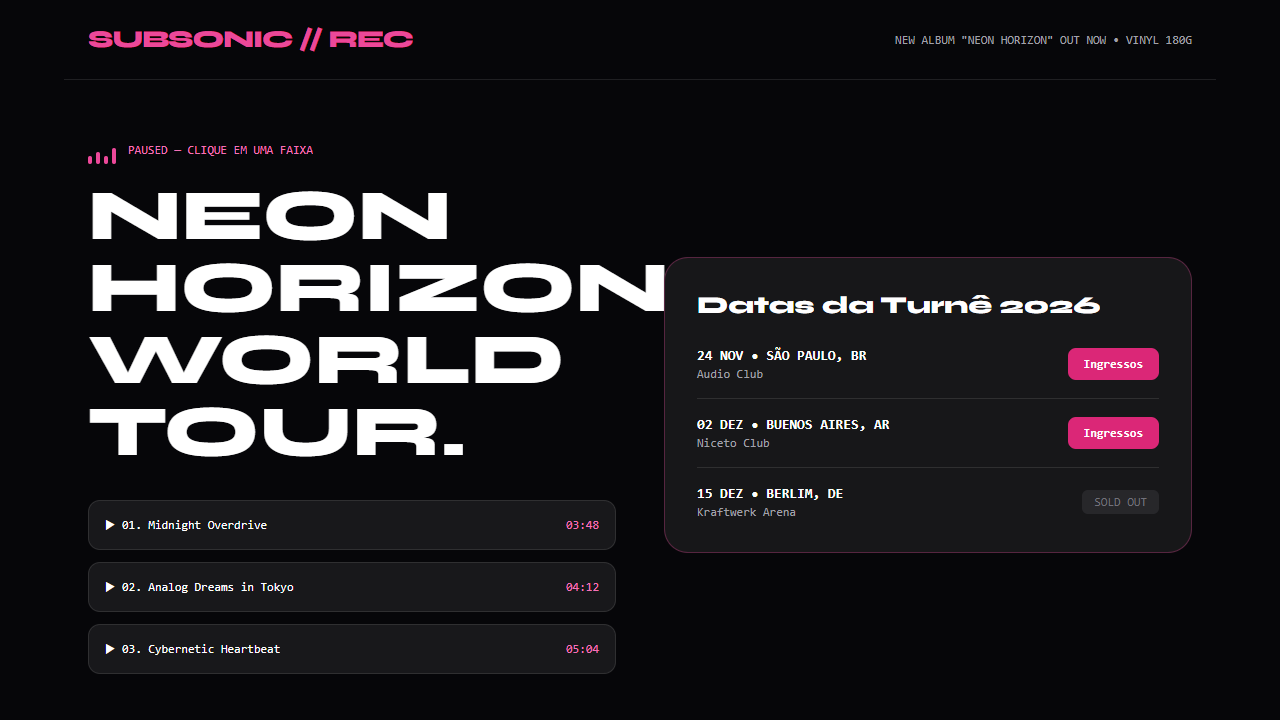 SUBSONIC // REC
NEW ALBUM "NEON HORIZON" OUT NOW • VINYL 180G
PAUSED — CLIQUE EM UMA FAIXA
NEON
HORIZON
WORLD
TOUR.
▶ 01. Midnight Overdrive 03:48
▶ 02. Analog Dreams in Tokyo 04:12
▶ 03. Cybernetic Heartbeat 05:04
Datas da Turnê 2026
24 NOV • SÃO PAULO, BR
Audio Club
Ingressos
02 DEZ • BUENOS AIRES, AR
Niceto Club
Ingressos
15 DEZ • BERLIM, DE
Kraftwerk Arena
SOLD OUT